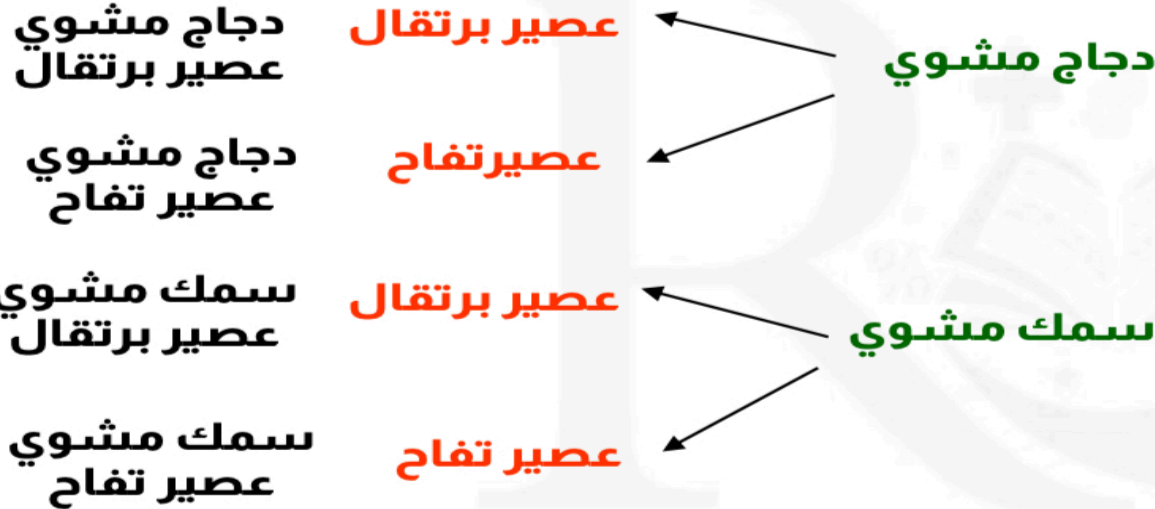 دجاج مشوي
عصير برتقال
دجاج مشوي
عصير برتقال
عصيرتفاح
دجاج مشوي
عصير تفاح
سمك مشوي
عصير برتقال
سمك مشوي
عصير برتقال
عصير تفاح
سمك مشوي
عصير تفاح